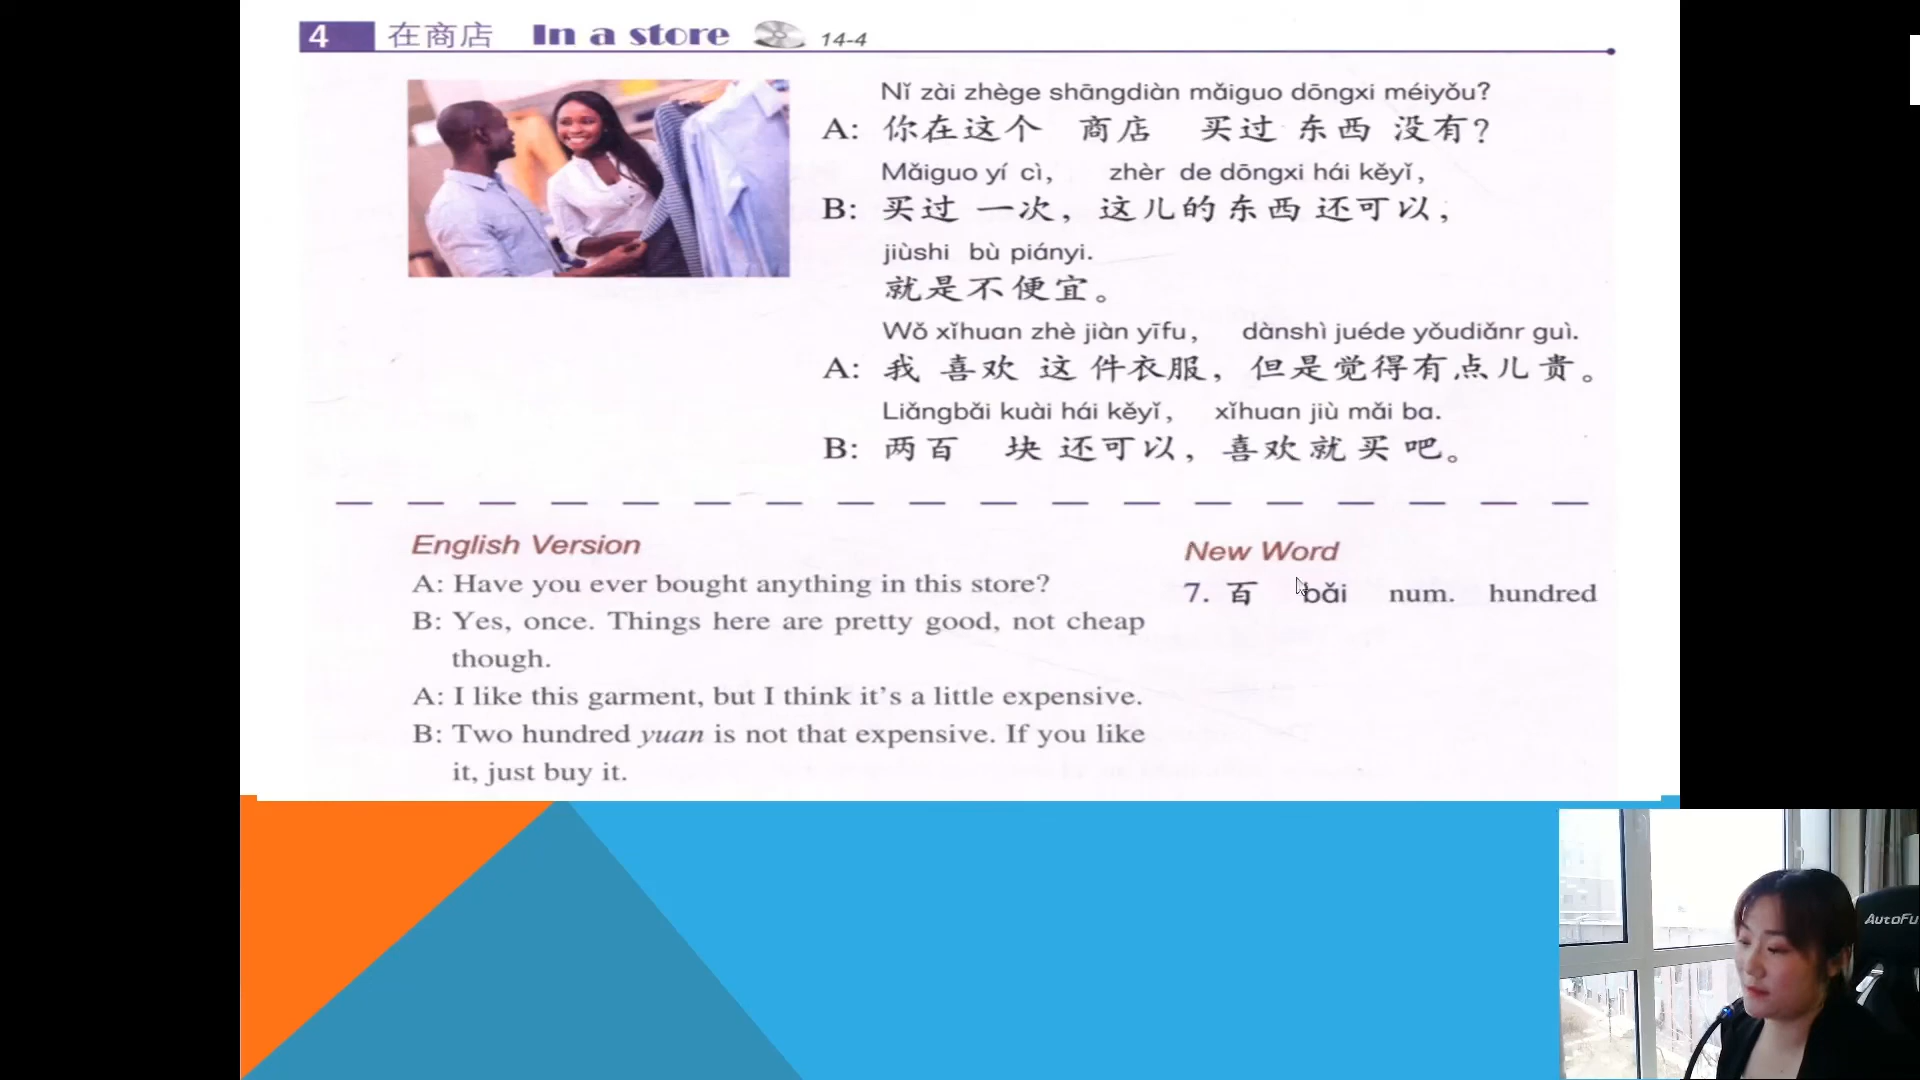 4 在商店 In a store 14-4
Nǐ zài zhège shāngdiàn mǎiguo dōngxi méiyǒu?
A: 你在这个 商店 买过 东西 没有?
Mǎiguo yí cì, zhèr de dōngxi hái kěyǐ,
B: 买过 一次, 这儿的 东西 还可以,
jiùshi bù piányi.
就是不便宜。
Wǒ xǐhuan zhè jiàn yīfu, dànshì juéde yǒudiǎnr guì.
A: 我 喜欢 这 件衣服, 但是觉得有点儿贵。
Liǎngbǎi kuài hái kěyǐ, xǐhuan jiù mǎi ba.
B: 两百 块 还可以, 喜欢就买 吧。
English Version
A: Have you ever bought anything in this store?
B: Yes, once. Things here are pretty good, not cheap
though.
A: I like this garment, but I think it's a little expensive.
B: Two hundred yuan is not that expensive. If you like
it, just buy it.
New Word
7. 百 bǎi num. hundred
AutoFu